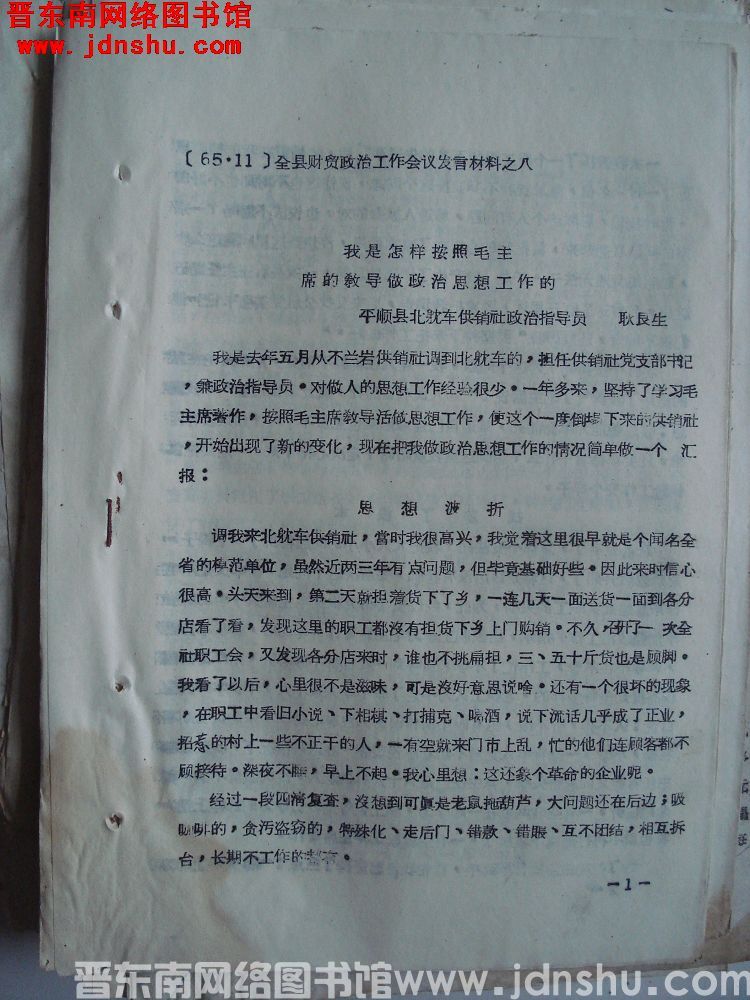 晋东南网络图书馆
www.jdnshu.com
〔65·11〕全县财贸政治工作会议发言材料之八
我是怎样按照毛主
席的教导做政治思想工作的
平顺县北躭车供销社政治指导员 耿艮生
我是去年五月从不兰岩供销社调到北躭车的,担任供销社党支部书记
,兼政治指导员。对做人的思想工作经验很少。一年多来,坚持了学习毛
主席著作,按照毛主席教导活做思想工作,使这个一度倒塌下来的供销社
,开始出现了新的变化,现在把我做政治思想工作的情况简单做一个 汇
报:
思想波折
调我来北躭车供销社,当时我很高兴,我觉着这里很早就是个闻名全
省的模范单位,虽然近两三年有点问题,但毕竟基础好些。因此来时信心
很高。头天来到,第二天就担着货下了乡,一连几天一面送货一面到各分
店看了看,发现这里的职工都沒有担货下乡上门购销。不久,召开了一次全
社职工会,又发现各分店来时,谁也不挑扁担,三、五十斤货也是顾脚。
我看了以后,心里很不是滋味,可是沒好意思说啥。还有一个很坏的现象
,在职工中看旧小说、下相棋、打捕克、喝酒,说下流话几乎成了正业,
招惹的村上一些不正干的人,一有空就来门市上乱,忙的他们连顾客都不
顾接待。深夜不睡,早上不起。我心里想:这还象个革命的企业呢。
经过一段四清复查,沒想到可真是老鼠拖葫芦,大问题还在后边;吸
咖啡的,贪污盗窃的,特殊化、走后门、错款、错賬、互不团结,相互拆
台,长期不工作的都有。
—1—
晋东南网络图书馆www.jdnshu.com